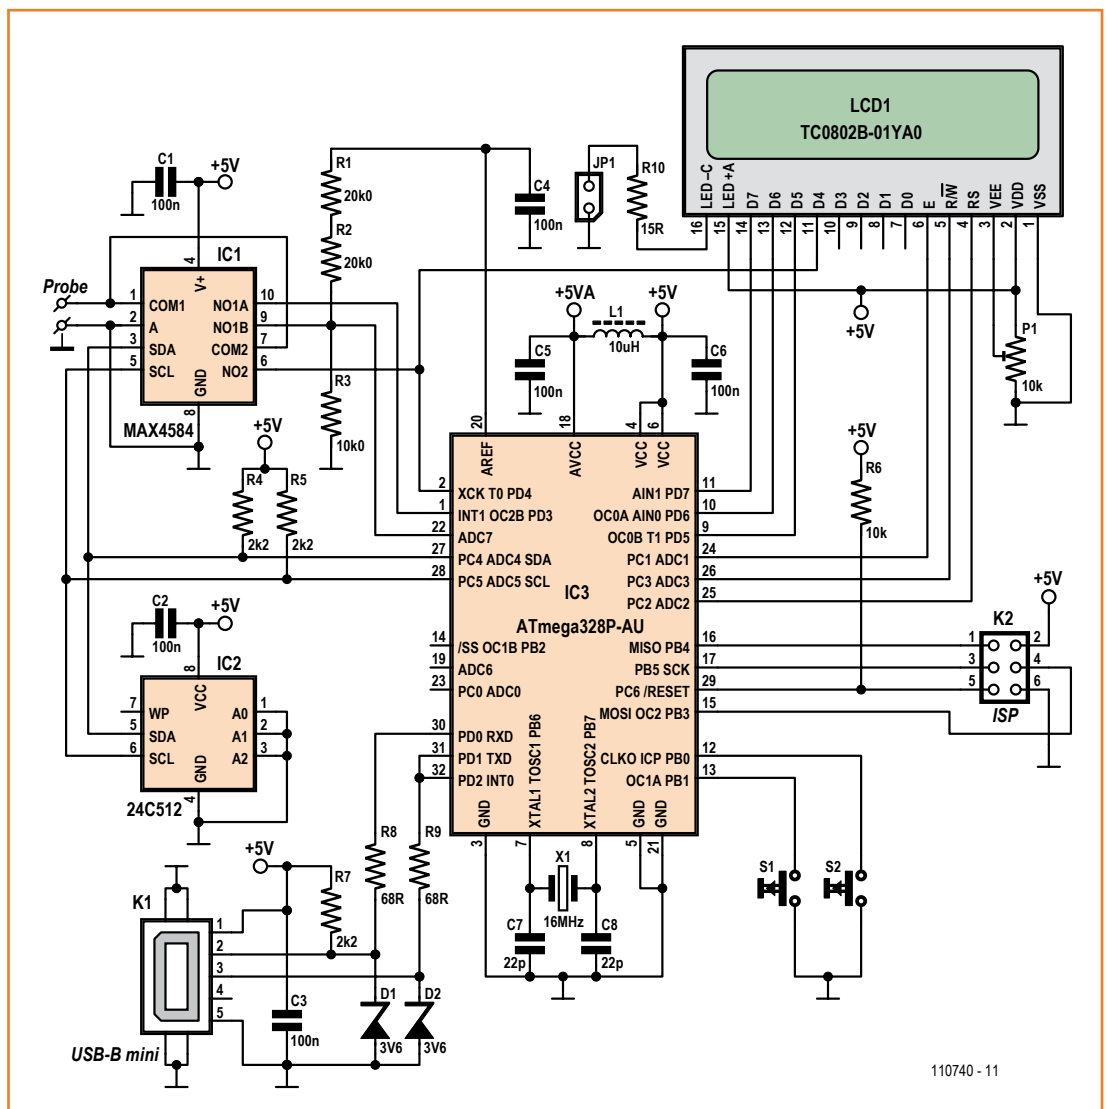 LCD1
TC0802B-01YA0
LED –C
LED +A
D7
D6
D5
D4
D3
D2
D1
D0
E
R/W
RS
VEE
VDD
VSS
16
15
14
13
12
11
10
9
8
7
6
5
4
3
2
1
JP1
R10
15R
+5V
P1
10k
C1
100n
+5V
R1
20k0
R2
20k0
R3
10k0
C4
100n
IC1
4
V+
Probe
1 COM1
2 A
3 SDA
5 SCL
NO1A 10
NO1B 9
COM2 7
NO2 6
GND
8
MAX4584
+5VA
+5V
L1
10uH
C5
100n
C6
100n
+5V
R4
2k2
R5
2k2
+5V
R6
10k
20
18
4
6
AREF
AVCC
VCC
VCC
2 XCK T0 PD4
1 INT1 OC2B PD3
22 ADC7
27 PC4 ADC4 SDA
28 PC5 ADC5 SCL
14 /SS OC1B PB2
19 ADC6
23 PC0 ADC0
30 PD0 RXD
31 PD1 TXD
32 PD2 INT0
IC3
ATmega328P-AU
AIN1 PD7 11
OC0A AIN0 PD6 10
OC0B T1 PD5 9
PC1 ADC1 24
PC3 ADC3 26
PC2 ADC2 25
MISO PB4 16
PB5 SCK 17
PC6 /RESET 29
MOSI OC2 PB3 15
CLKO ICP PB0 12
OC1A PB1 13
GND
XTAL1 TOSC1 PB6
XTAL2 TOSC2 PB7
GND
GND
3
7
8
5
21
+5V
K2
1
2
3
4
5
6
ISP
C2
100n
+5V
IC2
8
VCC
7 WP
5 SDA
6 SCL
A0 1
A1 2
A2 3
GND
4
24C512
X1
16MHz
C7
22p
C8
22p
S1
S2
R8
68R
R9
68R
+5V
R7
2k2
K1
1
2
3
4
5
USB-B mini
C3
100n
D1
3V6
D2
3V6
110740 - 11